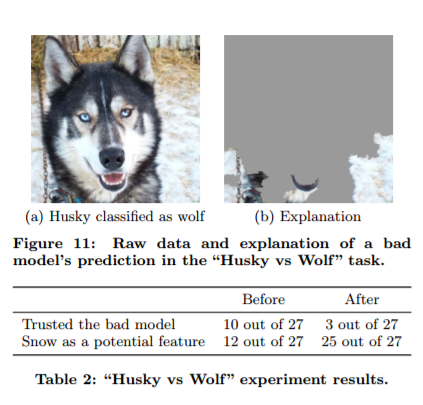 (a) Husky classified as wolf
(b) Explanation
Figure 11: Raw data and explanation of a bad
model's prediction in the “Husky vs Wolf” task.
Before After
Trusted the bad model 10 out of 27 3 out of 27
Snow as a potential feature 12 out of 27 25 out of 27
Table 2: “Husky vs Wolf” experiment results.